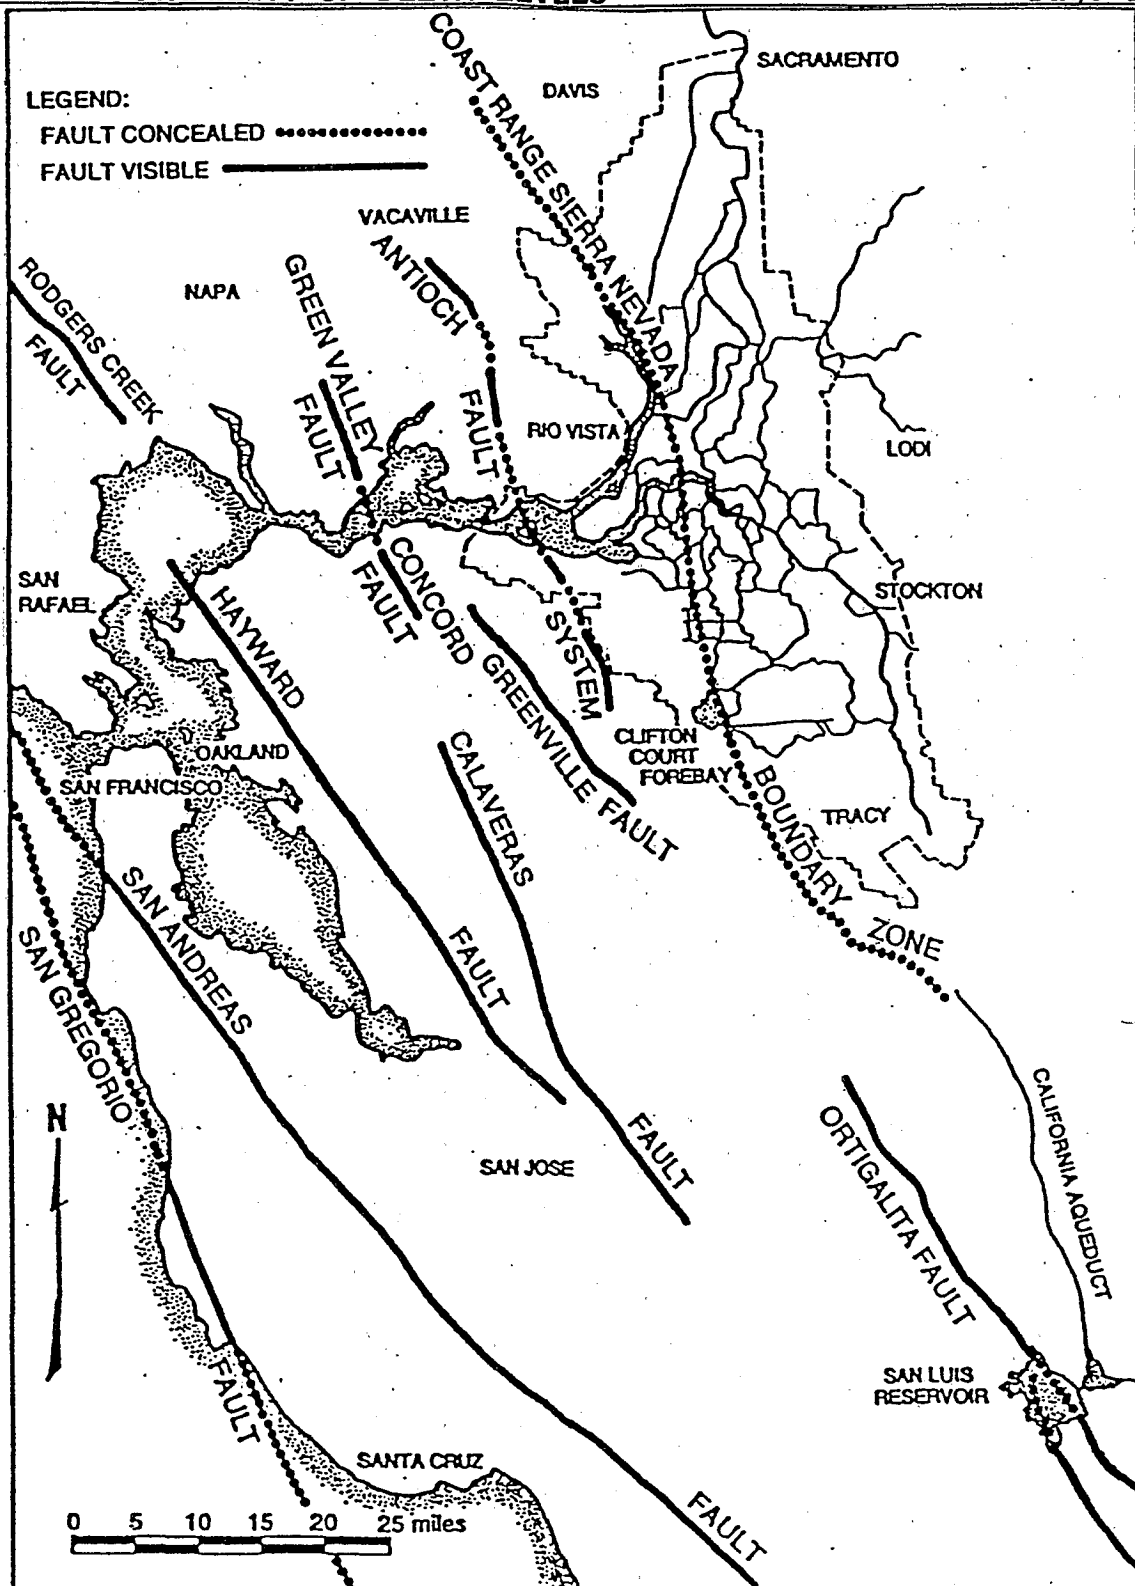 SACRAMENTO
DAVIS
COAST RANGE SIERRA NEVADA
LEGEND:
FAULT CONCEALED
FAULT VISIBLE
VACAVILLE
ANTIOCH
GREEN VALLEY
FAULT
NAPA
RODGERS CREEK
FAULT
FAULT
RIO VISTA
LODI
CONCORD
FAULT
SAN
RAFAEL
HAYWARD
STOCKTON
SYSTEM
GREENVILLE FAULT
CLIFTON
COURT
FOREBAY
OAKLAND
SAN FRANCISCO
CALAVERAS
BOUNDARY
TRACY
SAN ANDREAS
FAULT
ZONE
SAN GREGORIO
N
CALIFORNIA AQUEDUCT
ORTIGALITA FAULT
FAULT
SAN JOSE
SAN LUIS
RESERVOIR
FAULT
SANTA CRUZ
FAULT
0 5 10 15 20 25 miles